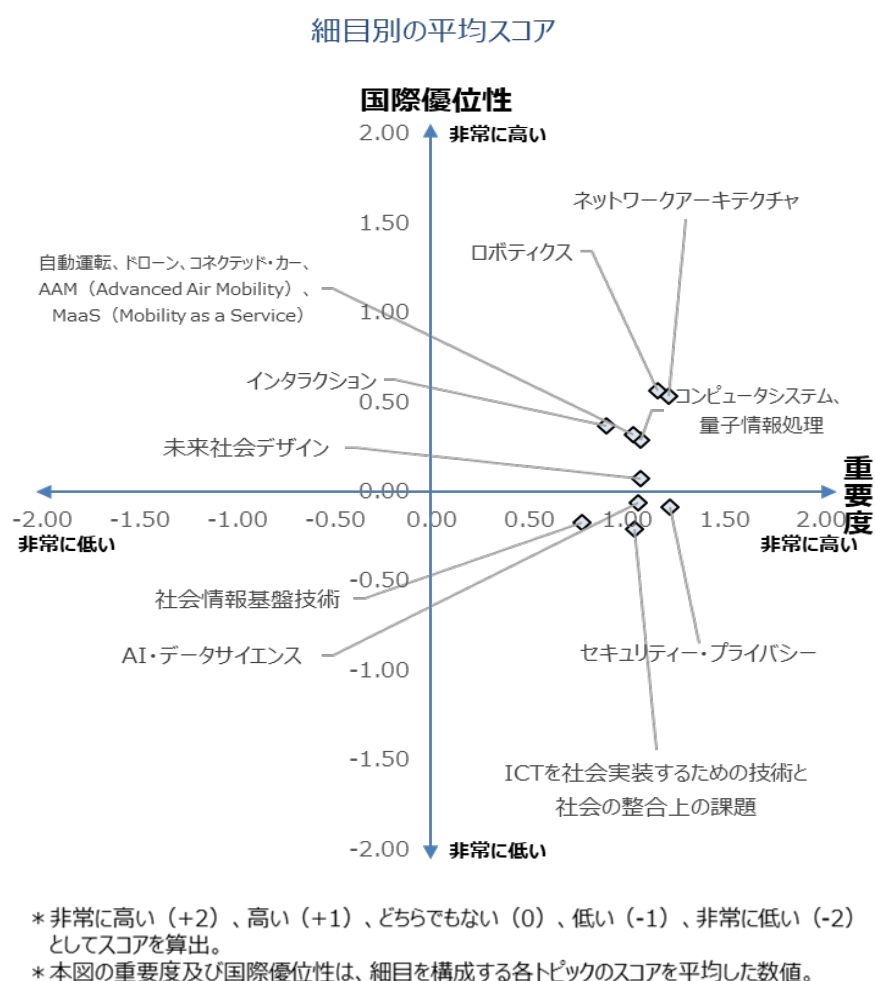 細目別の平均スコア
国際優位性
2.00
非常に高い
ネットワークアーキテクチャ
1.50
ロボティクス
自動運転、ドローン、コネクテッド・カー、
AAM（Advanced Air Mobility）、
1.00
MaaS（Mobility as a Service）
インタラクション
0.50
コンピュータシステム、
量子情報処理
未来社会デザイン
重要度
0.00
-2.00
-1.50
-1.00
-0.50
0.00
0.50
1.00
1.50
2.00
非常に低い
非常に高い
-0.50
社会情報基盤技術
AI・データサイエンス
セキュリティー・プライバシー
-1.00
-1.50
ICTを社会実装するための技術と
社会の整合上の課題
-2.00
非常に低い
＊非常に高い（+2）、高い（+1）、どちらでもない（0）、低い（-1）、非常に低い（-2）
としてスコアを算出。
＊本図の重要度及び国際優位性は、細目を構成する各トピックのスコアを平均した数値。